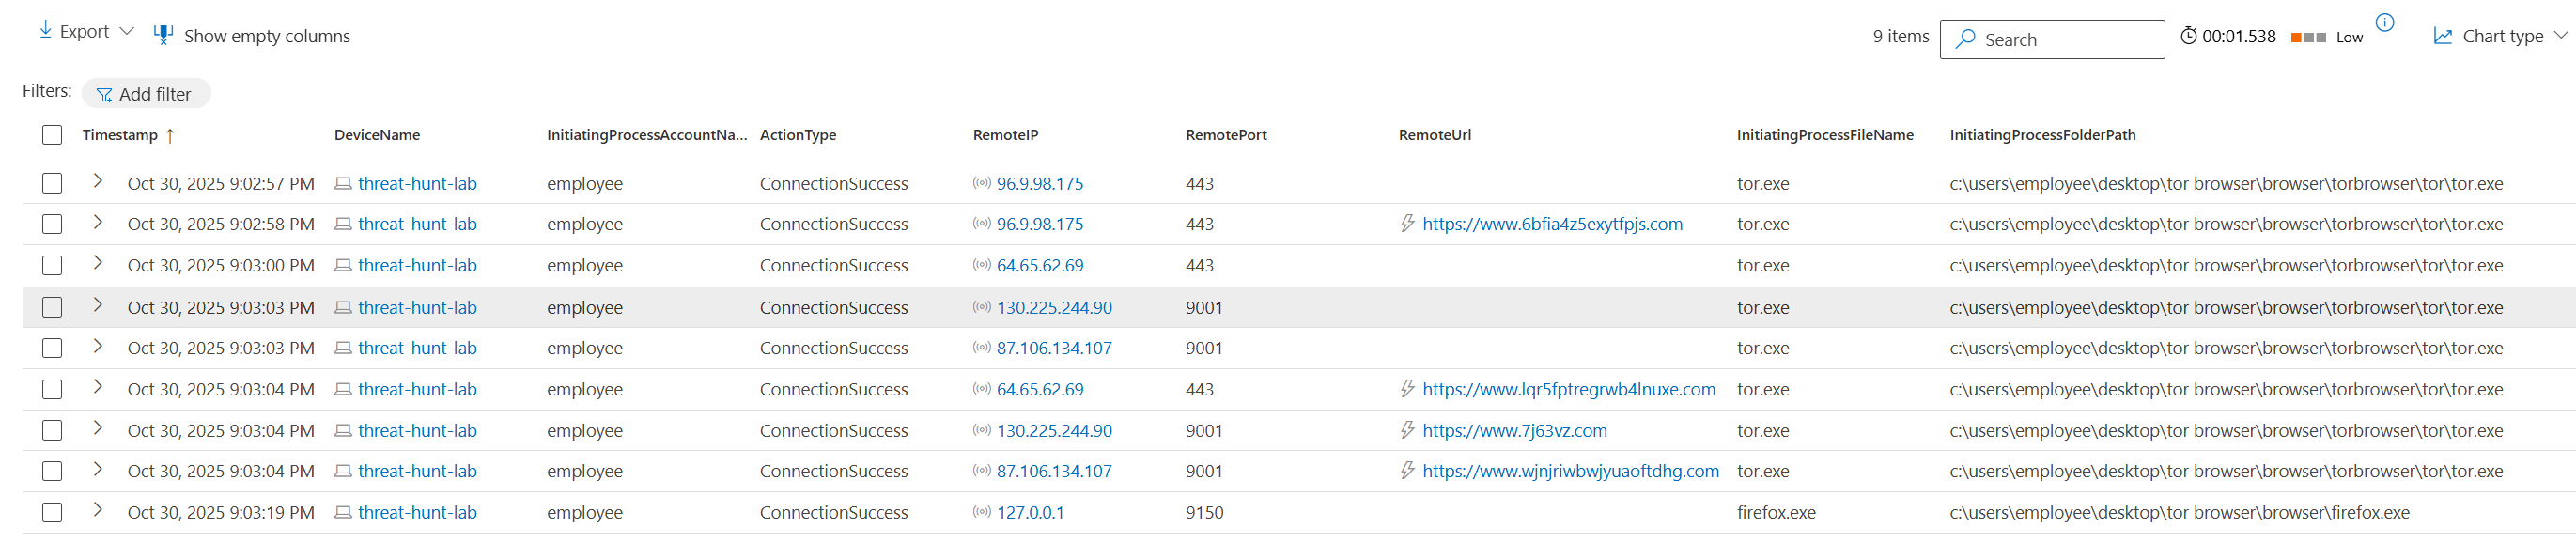 Export Show empty columns 9 items Search 00:01.538 Low Chart type
Filters: Add filter
Timestamp ↑ DeviceName InitiatingProcessAccountNa... ActionType RemoteIP RemotePort RemoteUrl InitiatingProcessFileName InitiatingProcessFolderPath
Oct 30, 2025 9:02:57 PM threat-hunt-lab employee ConnectionSuccess 96.9.98.175 443 tor.exe c:\users\employee\desktop\tor browser\browser\torbrowser\tor\tor.exe
Oct 30, 2025 9:02:58 PM threat-hunt-lab employee ConnectionSuccess 96.9.98.175 443 https://www.6bfia4z5exytfpjs.com tor.exe c:\users\employee\desktop\tor browser\browser\torbrowser\tor\tor.exe
Oct 30, 2025 9:03:00 PM threat-hunt-lab employee ConnectionSuccess 64.65.62.69 443 tor.exe c:\users\employee\desktop\tor browser\browser\torbrowser\tor\tor.exe
Oct 30, 2025 9:03:03 PM threat-hunt-lab employee ConnectionSuccess 130.225.244.90 9001 tor.exe c:\users\employee\desktop\tor browser\browser\torbrowser\tor\tor.exe
Oct 30, 2025 9:03:03 PM threat-hunt-lab employee ConnectionSuccess 87.106.134.107 9001 tor.exe c:\users\employee\desktop\tor browser\browser\torbrowser\tor\tor.exe
Oct 30, 2025 9:03:04 PM threat-hunt-lab employee ConnectionSuccess 64.65.62.69 443 https://www.lqr5fptregrwb4lnuxe.com tor.exe c:\users\employee\desktop\tor browser\browser\torbrowser\tor\tor.exe
Oct 30, 2025 9:03:04 PM threat-hunt-lab employee ConnectionSuccess 130.225.244.90 9001 https://www.7j63vz.com tor.exe c:\users\employee\desktop\tor browser\browser\torbrowser\tor\tor.exe
Oct 30, 2025 9:03:04 PM threat-hunt-lab employee ConnectionSuccess 87.106.134.107 9001 https://www.wjnjriwbwjyuaoftdhg.com tor.exe c:\users\employee\desktop\tor browser\browser\torbrowser\tor\tor.exe
Oct 30, 2025 9:03:19 PM threat-hunt-lab employee ConnectionSuccess 127.0.0.1 9150 firefox.exe c:\users\employee\desktop\tor browser\browser\firefox.exe